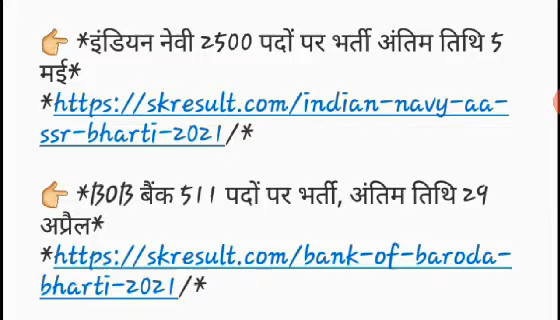 👉 *इंडियन नेवी 2500 पदों पर भर्ती अंतिम तिथि 5
मई*
*https://skresult.com/indian-navy-aa-
ssr-bharti-2021/*
👉 *BOB बैंक 511 पदों पर भर्ती, अंतिम तिथि 29
अप्रैल*
*https://skresult.com/bank-of-baroda-
bharti-2021/*